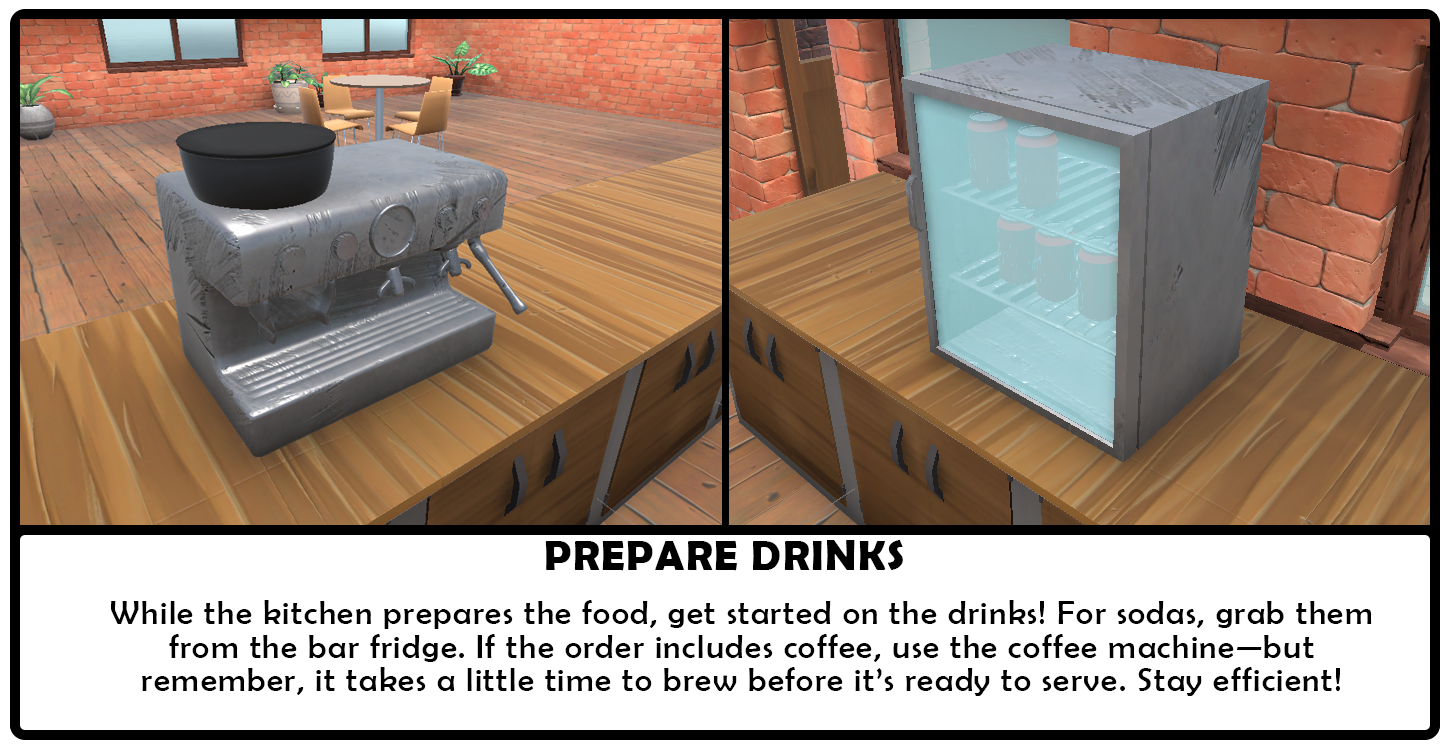 PREPARE DRINKS
While the kitchen prepares the food, get started on the drinks! For sodas, grab them
from the bar fridge. If the order includes coffee, use the coffee machine—but
remember, it takes a little time to brew before it's ready to serve. Stay efficient!